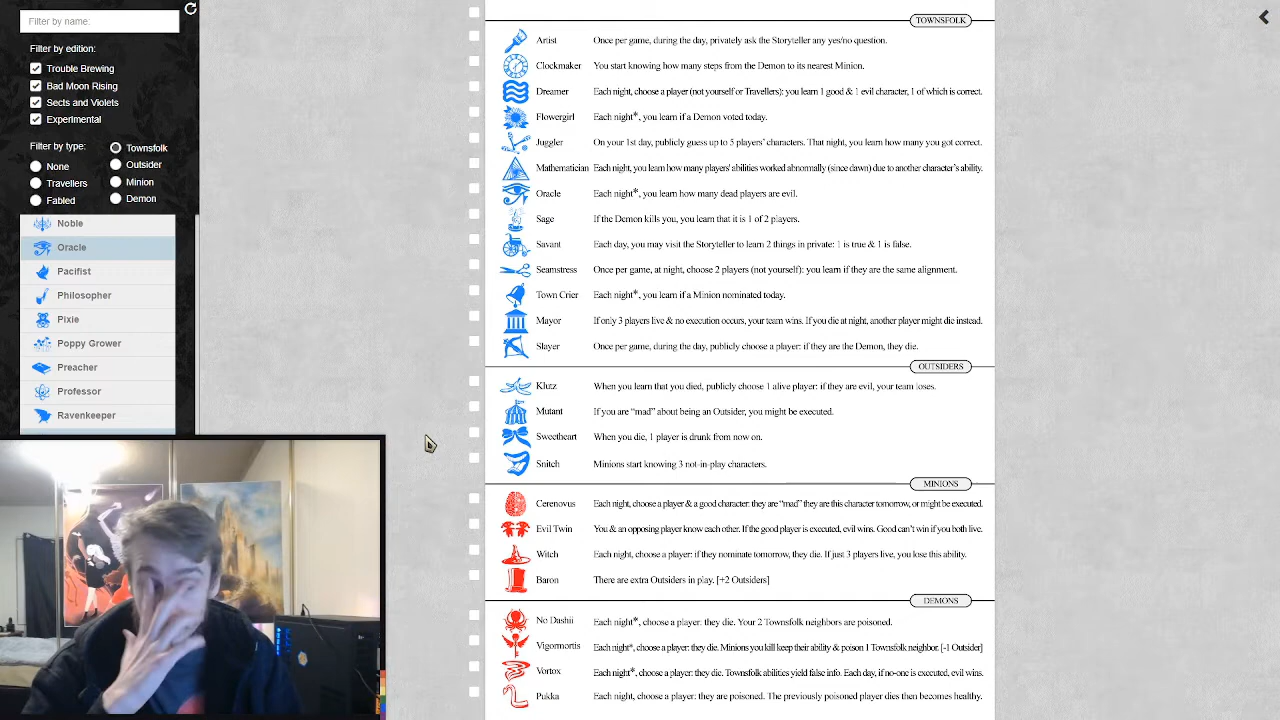 Filter by name:
Filter by edition:
Trouble Brewing
Bad Moon Rising
Sects and Violets
Experimental
Filter by type:
Townsfolk
None
Outsider
Travellers
Minion
Fabled
Demon
Noble
Oracle
Pacifist
Philosopher
Pixie
Poppy Grower
Preacher
Professor
Ravenkeeper
TOWNSFOLK
Artist Once per game, during the day, privately ask the Storyteller any yes/no question.
Clockmaker You start knowing how many steps from the Demon to its nearest Minion.
Dreamer Each night, choose a player (not yourself or Travelers): you learn 1 good & 1 evil character, 1 of which is correct.
Flowergirl Each night*, you learn if a Demon voted today.
Juggler On your 1st day, publicly guess up to 5 players' characters. That night, you learn how many you got correct.
Mathematician Each night, you learn how many players' abilities worked abnormally (since dawn) due to another character's ability.
Oracle Each night*, you learn how many dead players are evil.
Sage If the Demon kills you, you learn that it is 1 of 2 players.
Savant Each day, you may visit the Storyteller to learn 2 things in private: 1 is true & 1 is false.
Seamstress Once per game, at night, choose 2 players (not yourself): you learn if they are the same alignment.
Town Crier Each night*, you learn if a Minion nominated today.
Mayor If only 3 players live & no execution occurs, your team wins. If you die at night, another player might die instead.
Slayer Once per game, during the day, publicly choose a player: if they are the Demon, they die.
OUTSIDERS
Klutz When you learn that you died, publicly choose 1 alive player: if they are evil, your team loses.
Mutant If you are "mad" about being an Outsider, you might be executed.
Sweetheart When you die, 1 player is drunk from now on.
Snitch Minions start knowing 3 not-in-play characters.
MINIONS
Cerenovus Each night, choose a player & a good character: they are "mad" they are this character tomorrow, or might be executed.
Evil Twin You & an opposing player know each other. If the good player is executed, evil wins. Good can't win if you both live.
Witch Each night, choose a player: if they nominate tomorrow, they die. If just 3 players live, you lose this ability.
Baron There are extra Outsiders in play. [+2 Outsiders]
DEMONS
No Dashii Each night*, choose a player: they die. Your 2 Townsfolk neighbors are poisoned.
Vigormortis Each night*, choose a player: they die. Minions you kill keep their ability & poison 1 Townsfolk neighbor. [-1 Outsider]
Vortox Each night*, choose a player: they die. Townsfolk abilities yield false info. Each day, if no-one is executed, evil wins.
Pukka Each night, choose a player: they are poisoned. The previously poisoned player dies then becomes healthy.